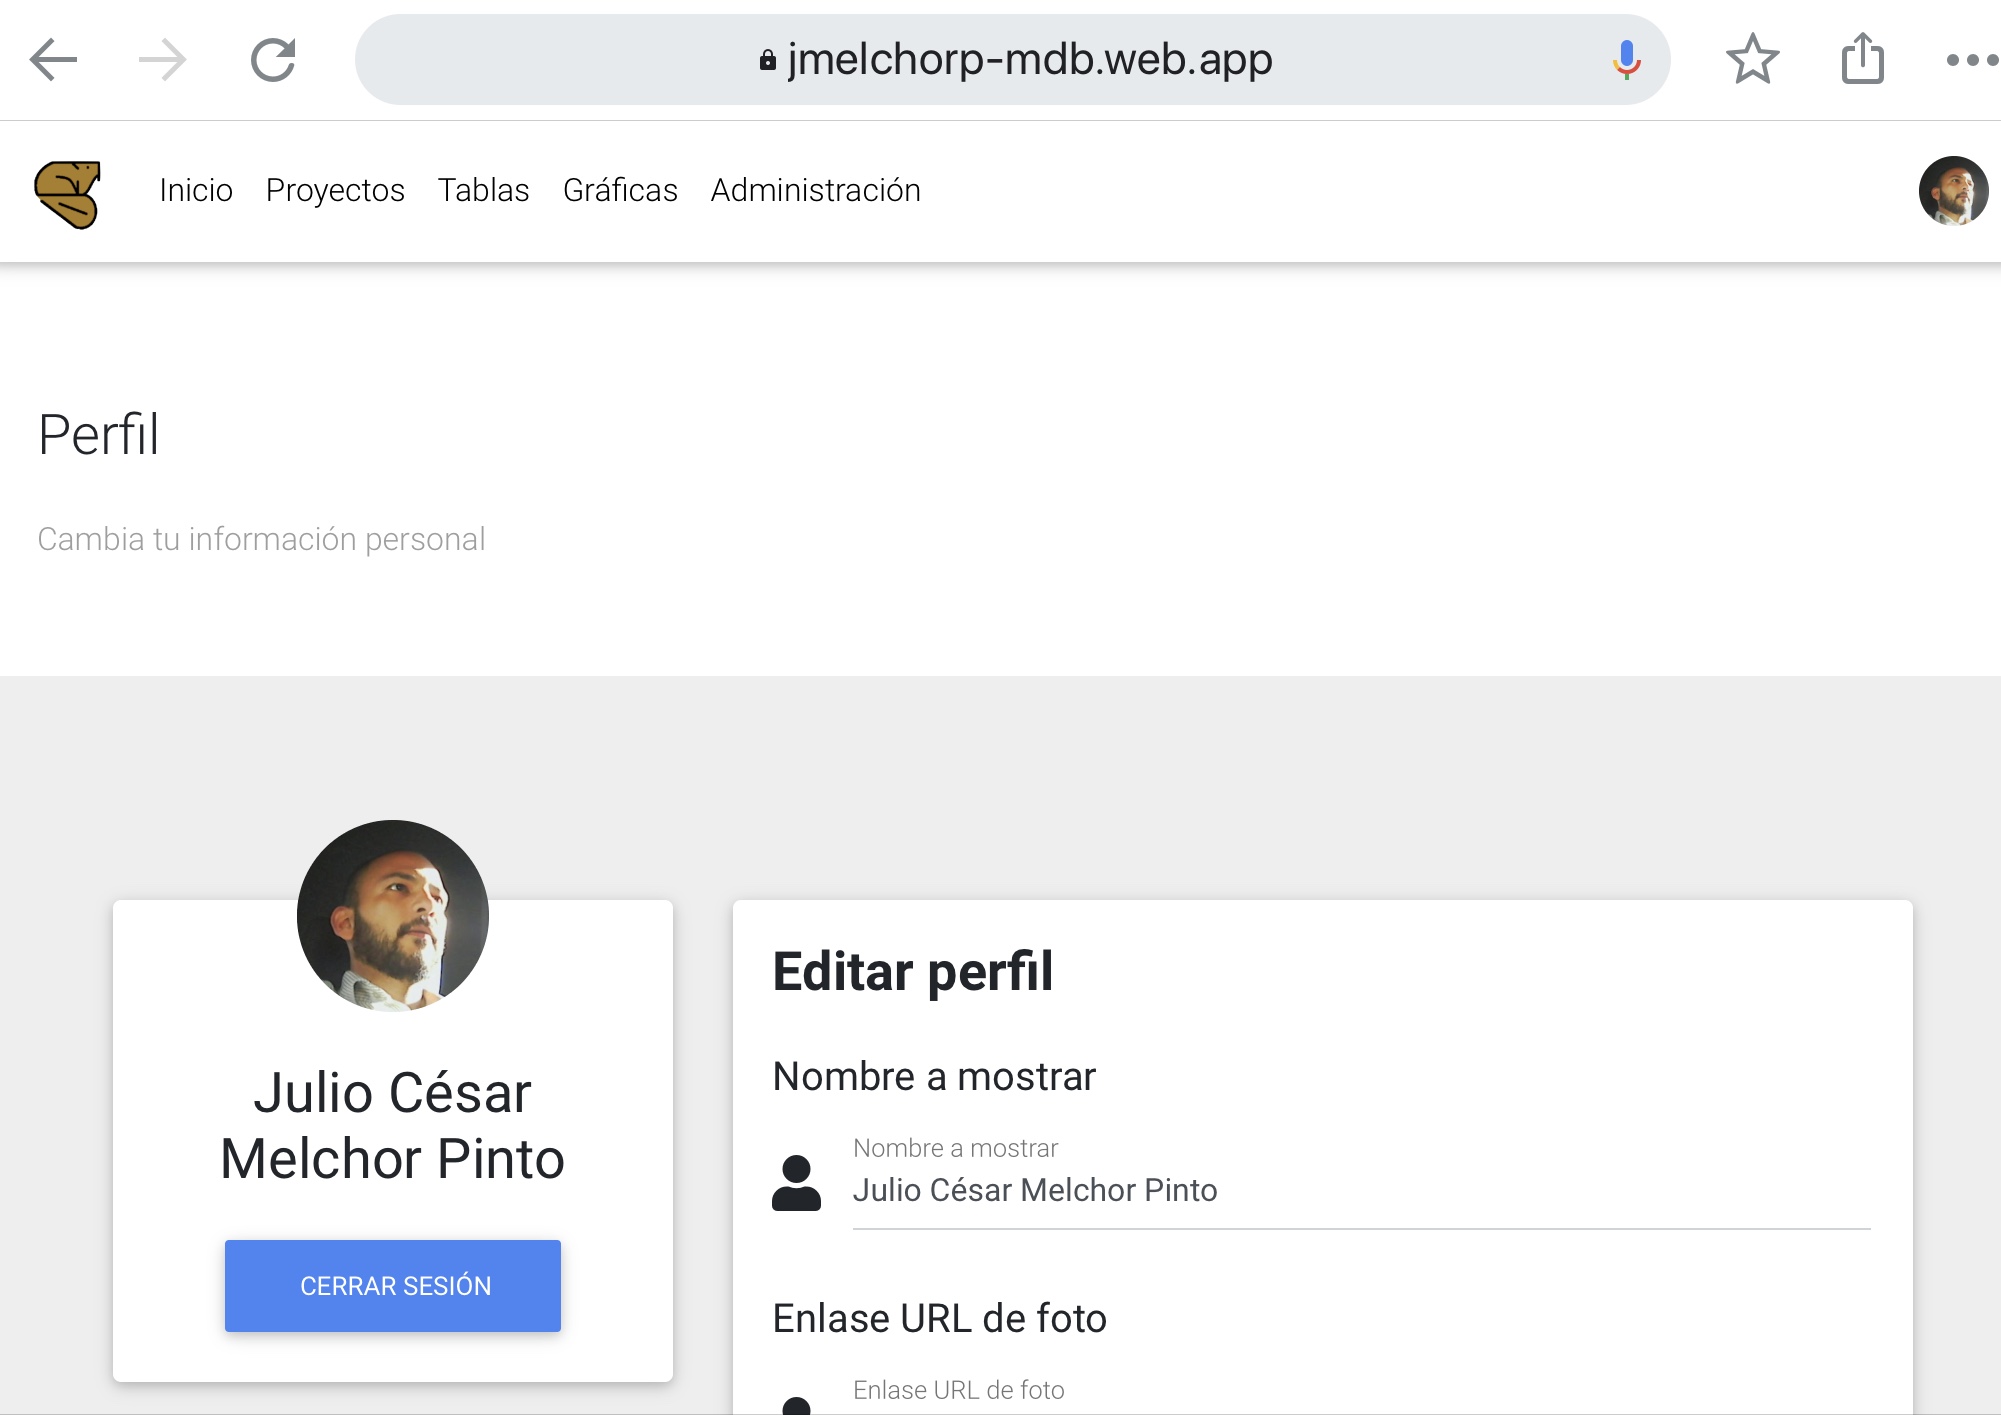 jmelchorp-mdb.web.app
Inicio Proyectos Tablas Gráficas Administración
Perfil
Cambia tu información personal
Julio César
Melchor Pinto
CERRAR SESIÓN
Editar perfil
Nombre a mostrar
Nombre a mostrar
Julio César Melchor Pinto
Enlase URL de foto
Enlase URL de foto